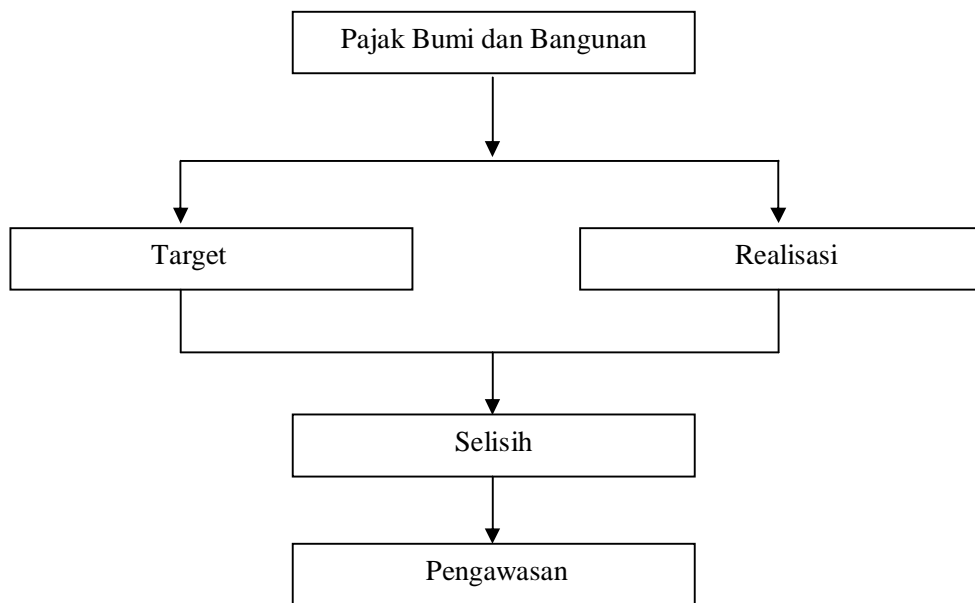 Pajak Bumi dan Bangunan
Target
Realisasi
Selisih
Pengawasan